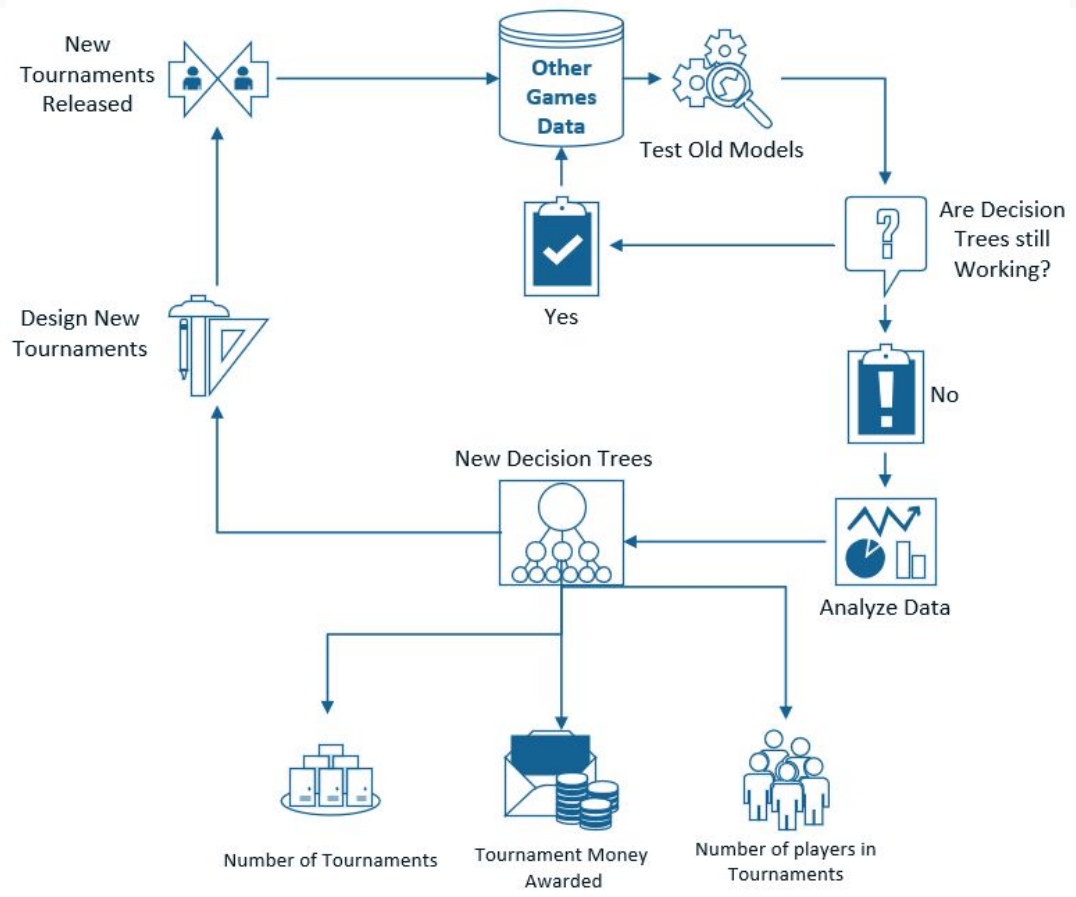 New
Tournaments
Released
Other
Games
Data
Test Old Models
Are Decision
Trees still
Working?
Yes
Design New
Tournaments
No
New Decision Trees
Analyze Data
Number of Tournaments
Tournament Money
Awarded
Number of players in
Tournaments